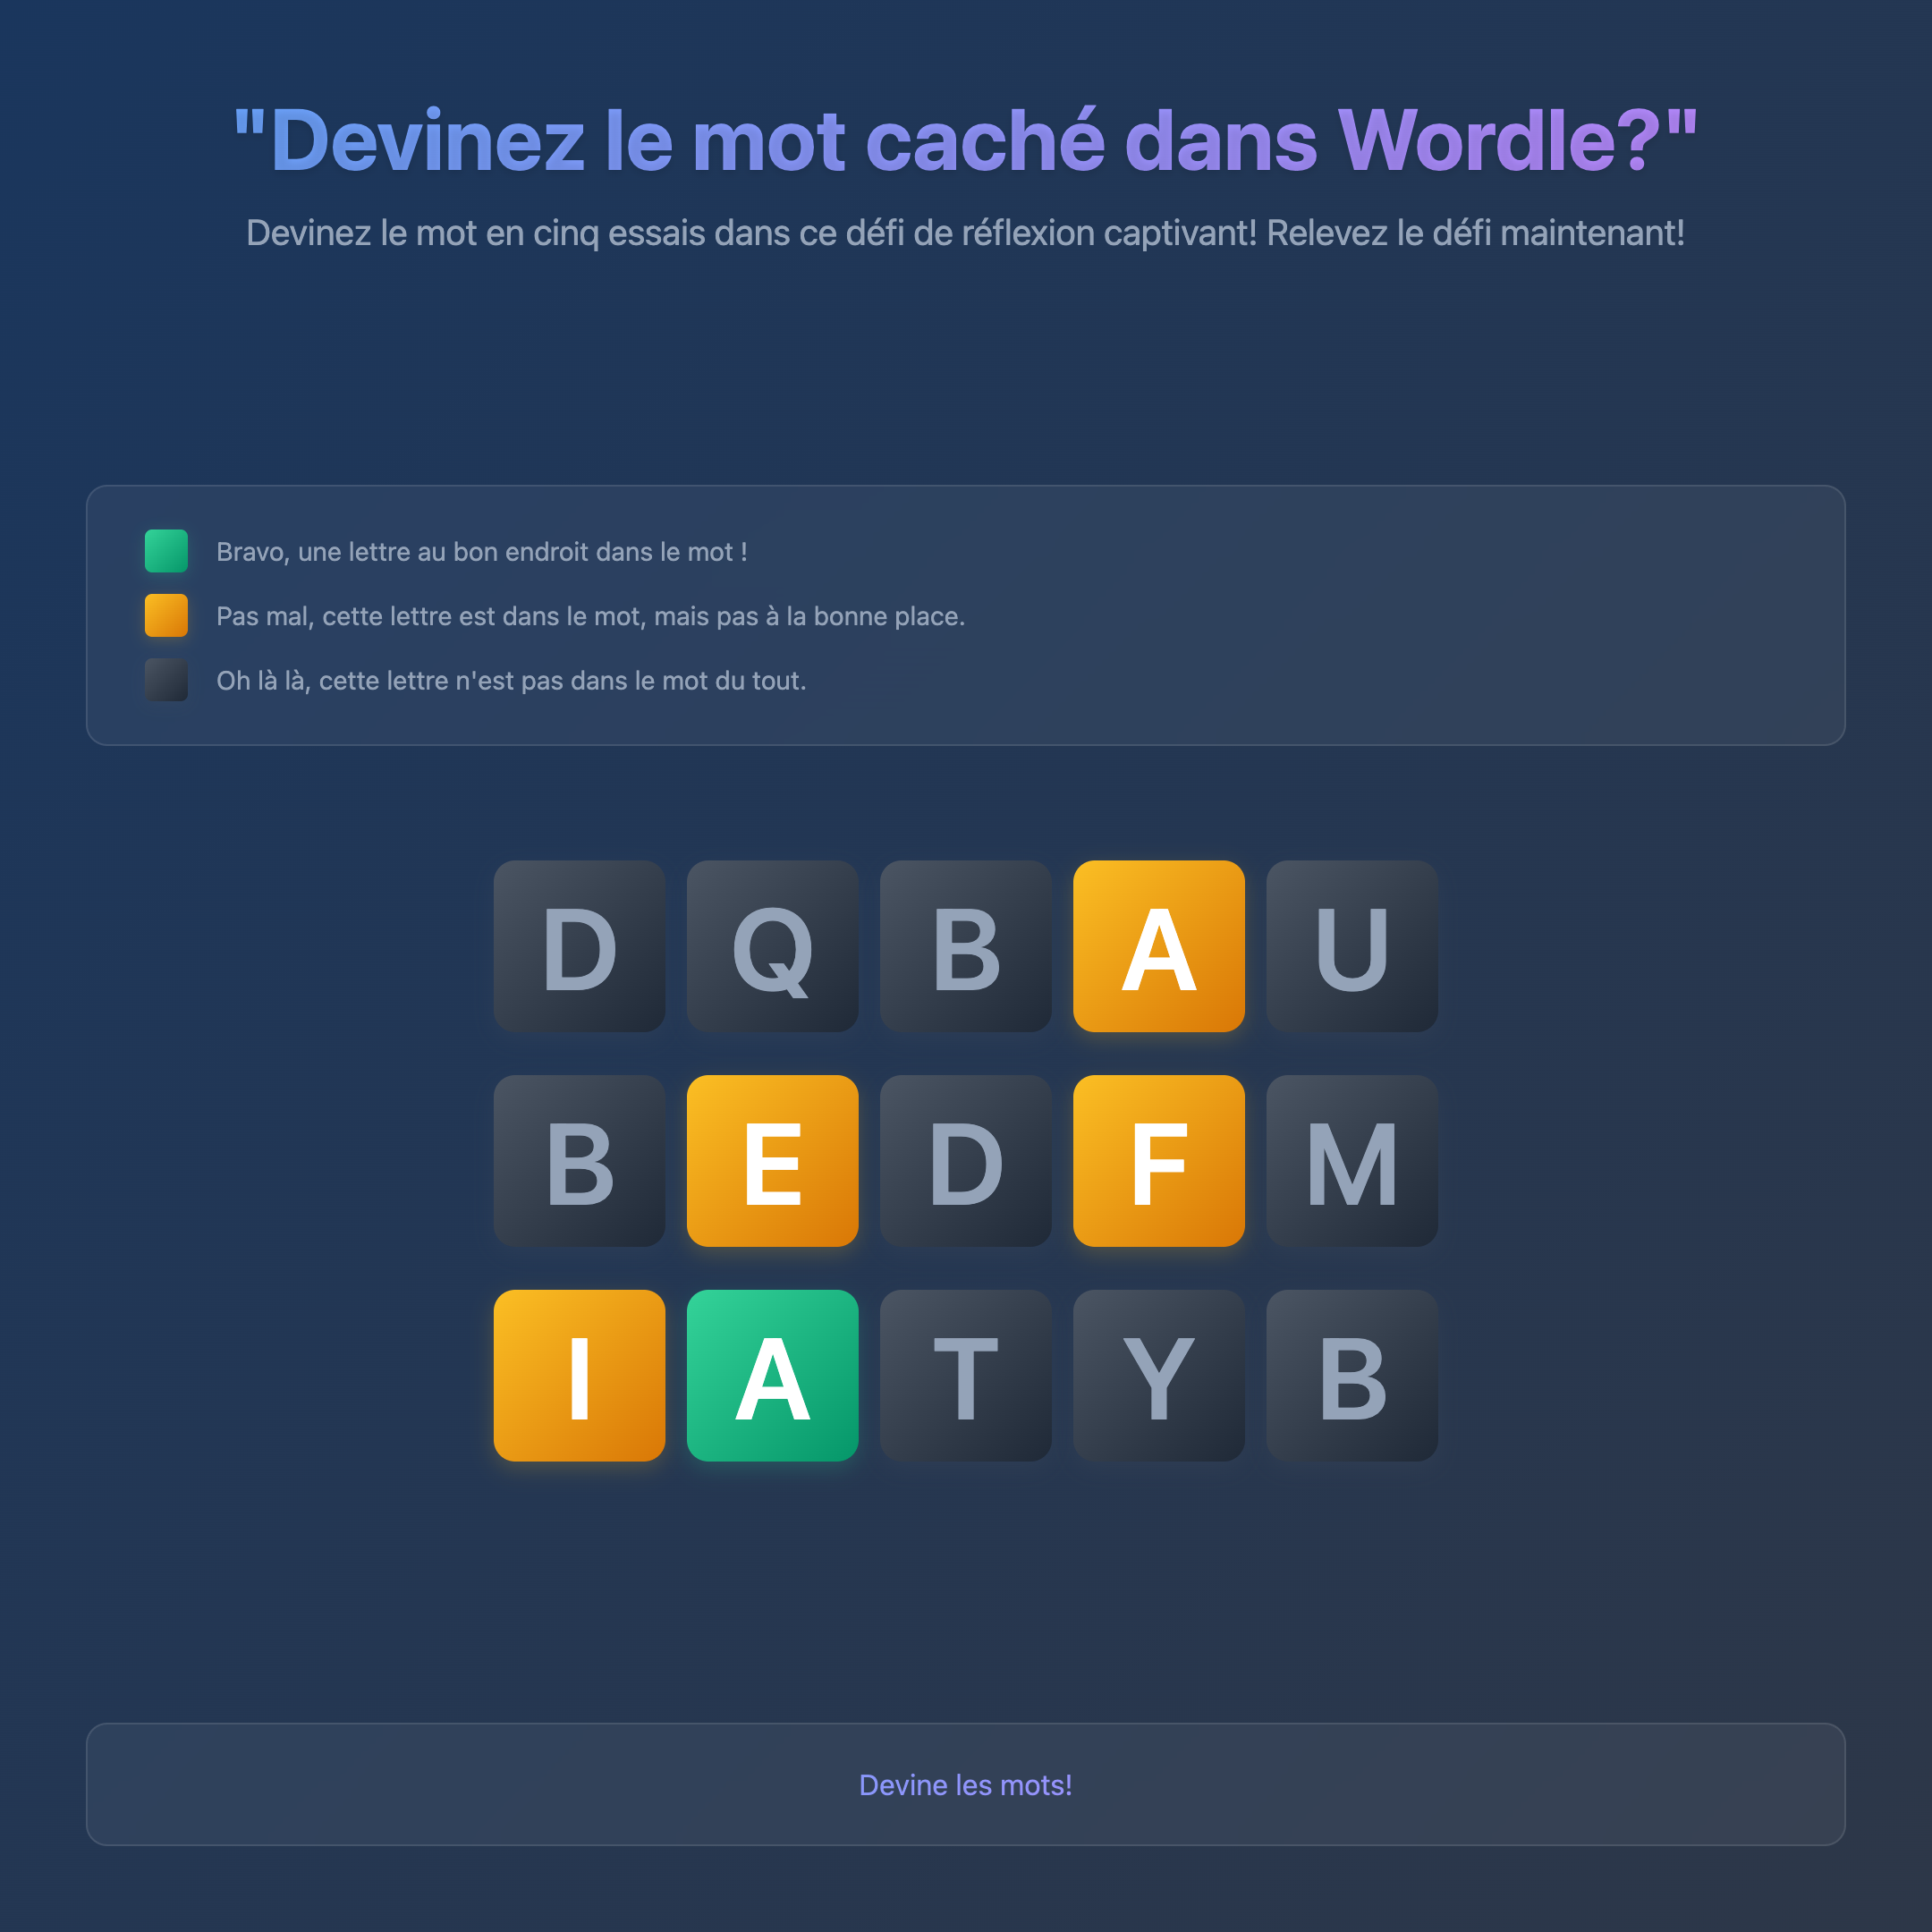 "Devinez le mot caché dans Wordle?"
Devinez le mot en cinq essais dans ce défi de réflexion captivant! Relevez le défi maintenant!
Bravo, une lettre au bon endroit dans le mot !
Pas mal, cette lettre est dans le mot, mais pas à la bonne place.
Oh là là, cette lettre n'est pas dans le mot du tout.
D Q B A U
B E D F M
I A T Y B
Devine les mots!